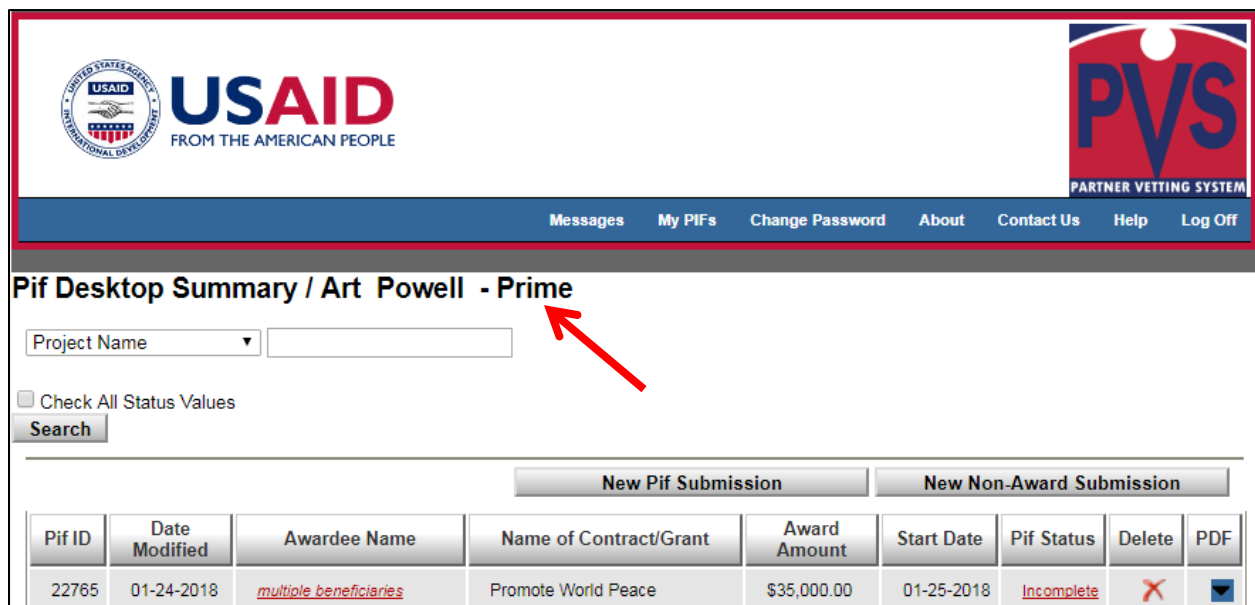 UNITED STATES AGENCY
USAID
INTERNATIONAL DEVELOPMENT
USAID
FROM THE AMERICAN PEOPLE
PVS
PARTNER VETTING SYSTEM
Messages My PIFs Change Password About Contact Us Help Log Off
Pif Desktop Summary / Art Powell - Prime
Project Name
Check All Status Values
Search
New Pif Submission New Non-Award Submission
Pif ID Date Modified Awardee Name Name of Contract/Grant Award Amount Start Date Pif Status Delete PDF
22765 01-24-2018 multiple beneficiaries Promote World Peace $35,000.00 01-25-2018 Incomplete